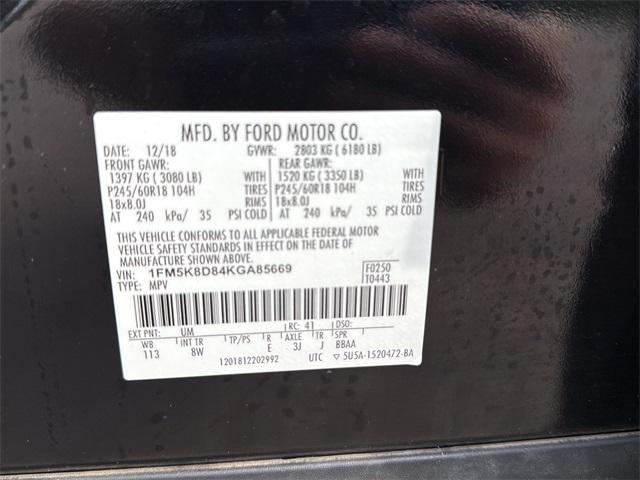 MFD. BY FORD MOTOR CO.
DATE: 12/18 GVWR: 2803 KG ( 6180 LB)
FRONT GAWR: REAR GAWR:
1397 KG ( 3080 LB) WITH 1520 KG ( 3350 LB) WITH
P245/60R18 104H TIRES P245/60R18 104H TIRES
18x8.0J RIMS 18x8.0J RIMS
AT 240 kPa/ 35 PSI COLD AT 240 kPa/ 35 PSI COLD
THIS VEHICLE CONFORMS TO ALL APPLICABLE FEDERAL MOTOR
VEHICLE SAFETY STANDARDS IN EFFECT ON THE DATE OF
MANUFACTURE SHOWN ABOVE.
VIN: 1FM5K8D84KGA85669 F0250
TYPE: MPV T0443
EXT PNT: UM RC: 41 DSO:
WB INT TR TP/PS R AXLE TR SPR
113 8W E 3J J BBAA
1201812202992 UTC ▽ 5U5A-1520472-BA